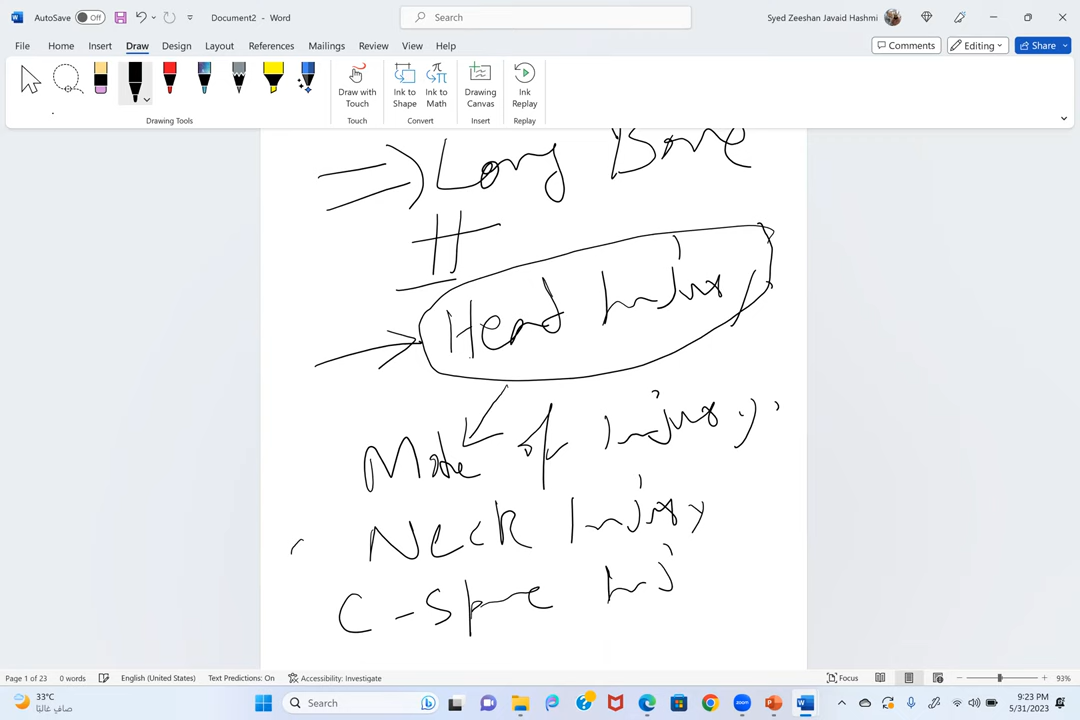 AutoSave Off Document2 - Word Search Syed Zeeshan Javaid Hashmi
File Home Insert Draw Design Layout References Mailings Review View Help Comments Editing Share
Draw with Touch Ink to Shape Ink to Math Drawing Canvas Ink Replay
Drawing Tools Touch Convert Insert Replay
⇒ Long Bone
#
→ Head Injury
Mode of Injury
Neck Injury
C-Spine Inj
Page 1 of 23 0 words English (United States) Text Predictions: On Accessibility: Investigate Focus 93%
33°C
صافٍ غالبًا
Search
9:23 PM
5/31/2023